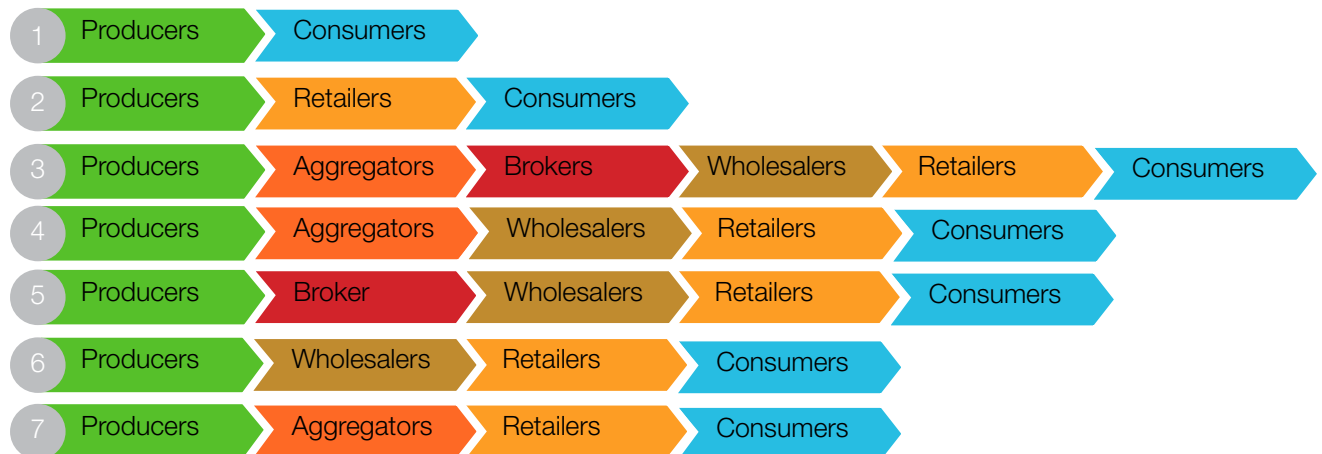 1 Producers Consumers
2 Producers Retailers Consumers
3 Producers Aggregators Brokers Wholesalers Retailers Consumers
4 Producers Aggregators Wholesalers Retailers Consumers
5 Producers Broker Wholesalers Retailers Consumers
6 Producers Wholesalers Retailers Consumers
7 Producers Aggregators Retailers Consumers